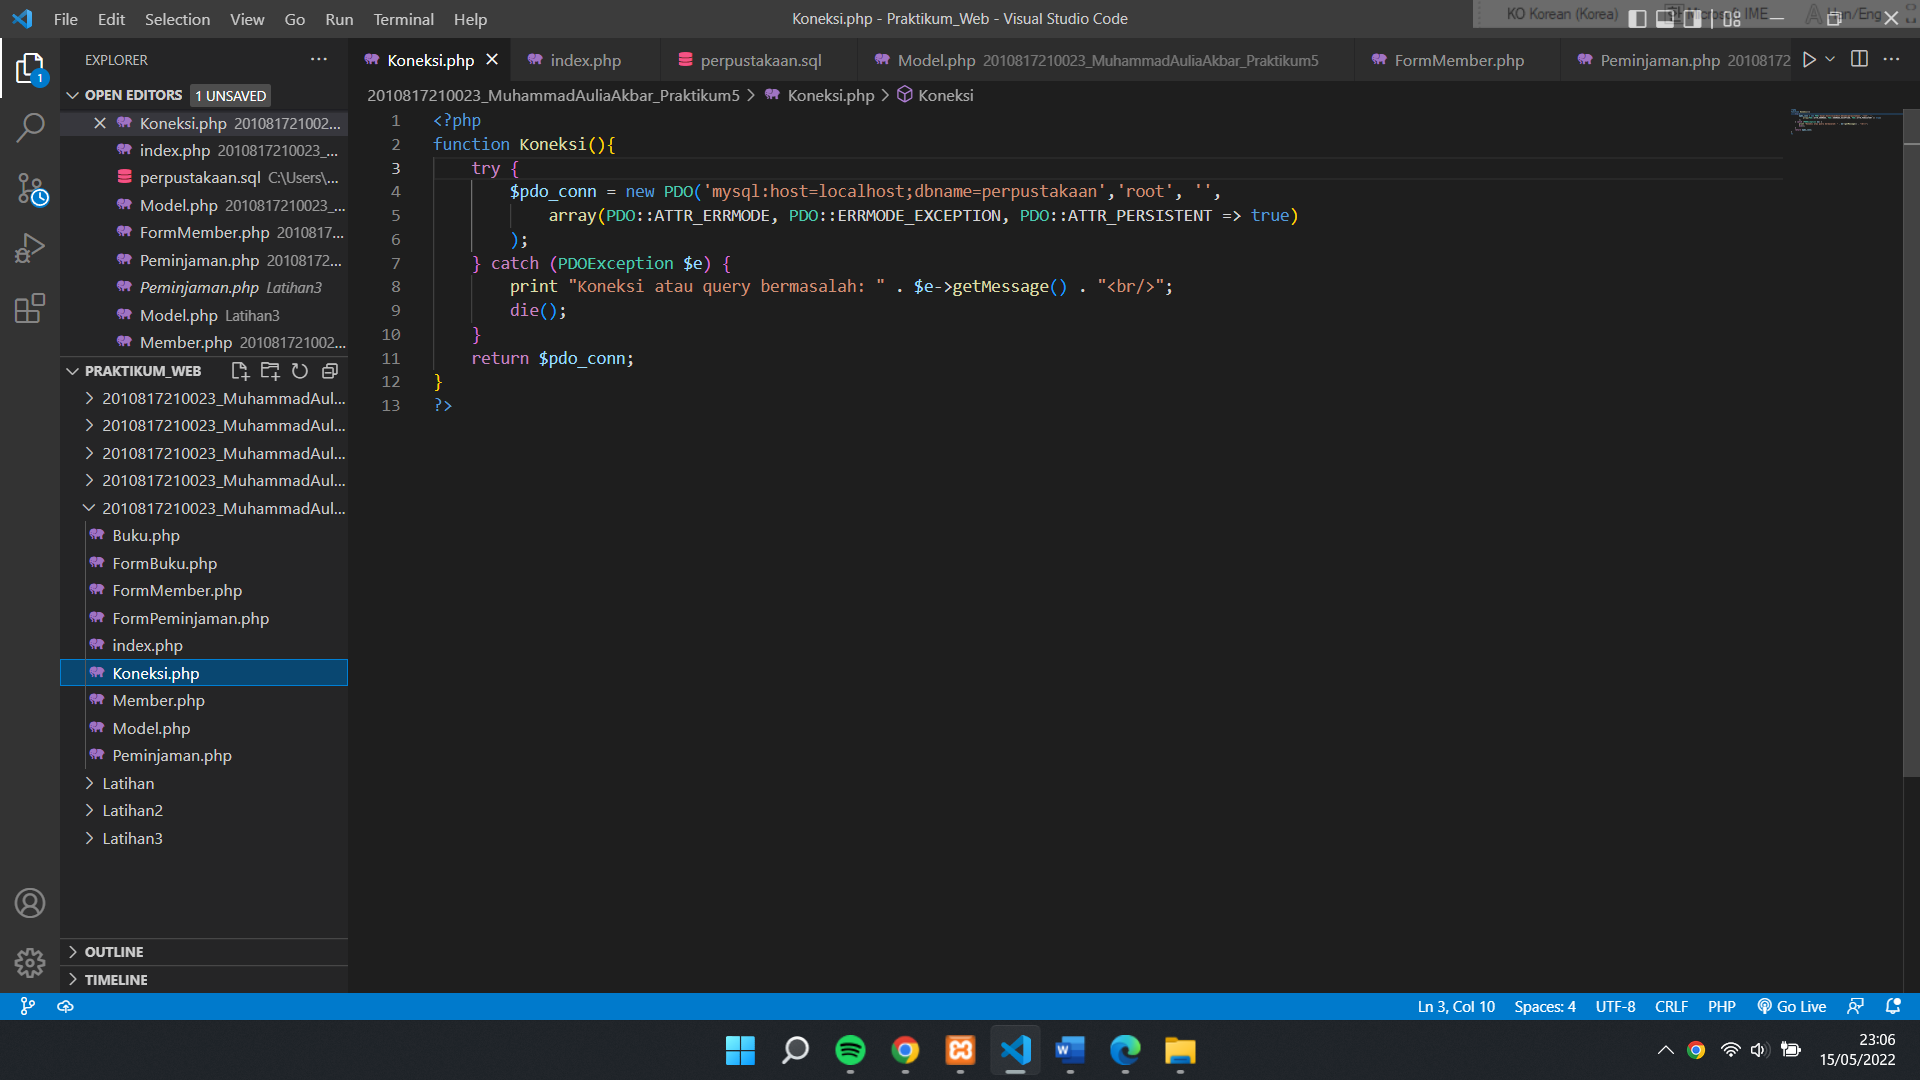 File Edit Selection View Go Run Terminal Help
Koneksi.php - Praktikum_Web - Visual Studio Code
KO Korean (Korea)
EXPLORER
OPEN EDITORS 1 UNSAVED
Koneksi.php 201081721002...
index.php 2010817210023_...
perpustakaan.sql C:\Users\...
Model.php 2010817210023_...
FormMember.php 2010817...
Peminjaman.php 20108172...
Peminjaman.php Latihan3
Model.php Latihan3
Member.php 201081721002...
PRAKTIKUM_WEB
2010817210023_MuhammadAul...
2010817210023_MuhammadAul...
2010817210023_MuhammadAul...
2010817210023_MuhammadAul...
2010817210023_MuhammadAul...
Buku.php
FormBuku.php
FormMember.php
FormPeminjaman.php
index.php
Koneksi.php
Member.php
Model.php
Peminjaman.php
Latihan
Latihan2
Latihan3
OUTLINE
TIMELINE
Koneksi.php index.php perpustakaan.sql Model.php 2010817210023_MuhammadAuliaAkbar_Praktikum5 FormMember.php Peminjaman.php 20108172
2010817210023_MuhammadAuliaAkbar_Praktikum5 > Koneksi.php > Koneksi
1 <?php
2 function Koneksi(){
3 try {
4 $pdo_conn = new PDO('mysql:host=localhost;dbname=perpustakaan','root', '',
5 array(PDO::ATTR_ERRMODE, PDO::ERRMODE_EXCEPTION, PDO::ATTR_PERSISTENT => true)
6 );
7 } catch (PDOException $e) {
8 print "Koneksi atau query bermasalah: " . $e->getMessage() . "<br/>";
9 die();
10 }
11 return $pdo_conn;
12 }
13 ?>
Ln 3, Col 10 Spaces: 4 UTF-8 CRLF PHP Go Live
23:06
15/05/2022